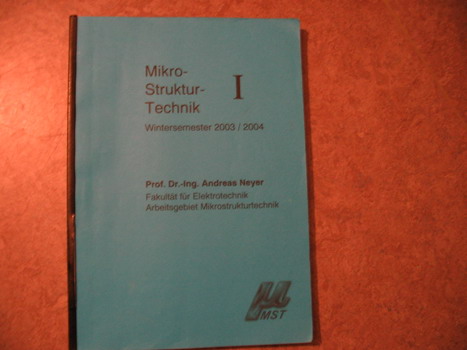 Mikro-
Struktur-
Technik
I
Wintersemester 2003 / 2004
Prof. Dr.-Ing. Andreas Neyer
Fakultät für Elektrotechnik
Arbeitsgebiet Mikrostrukturtechnik
µ
MST